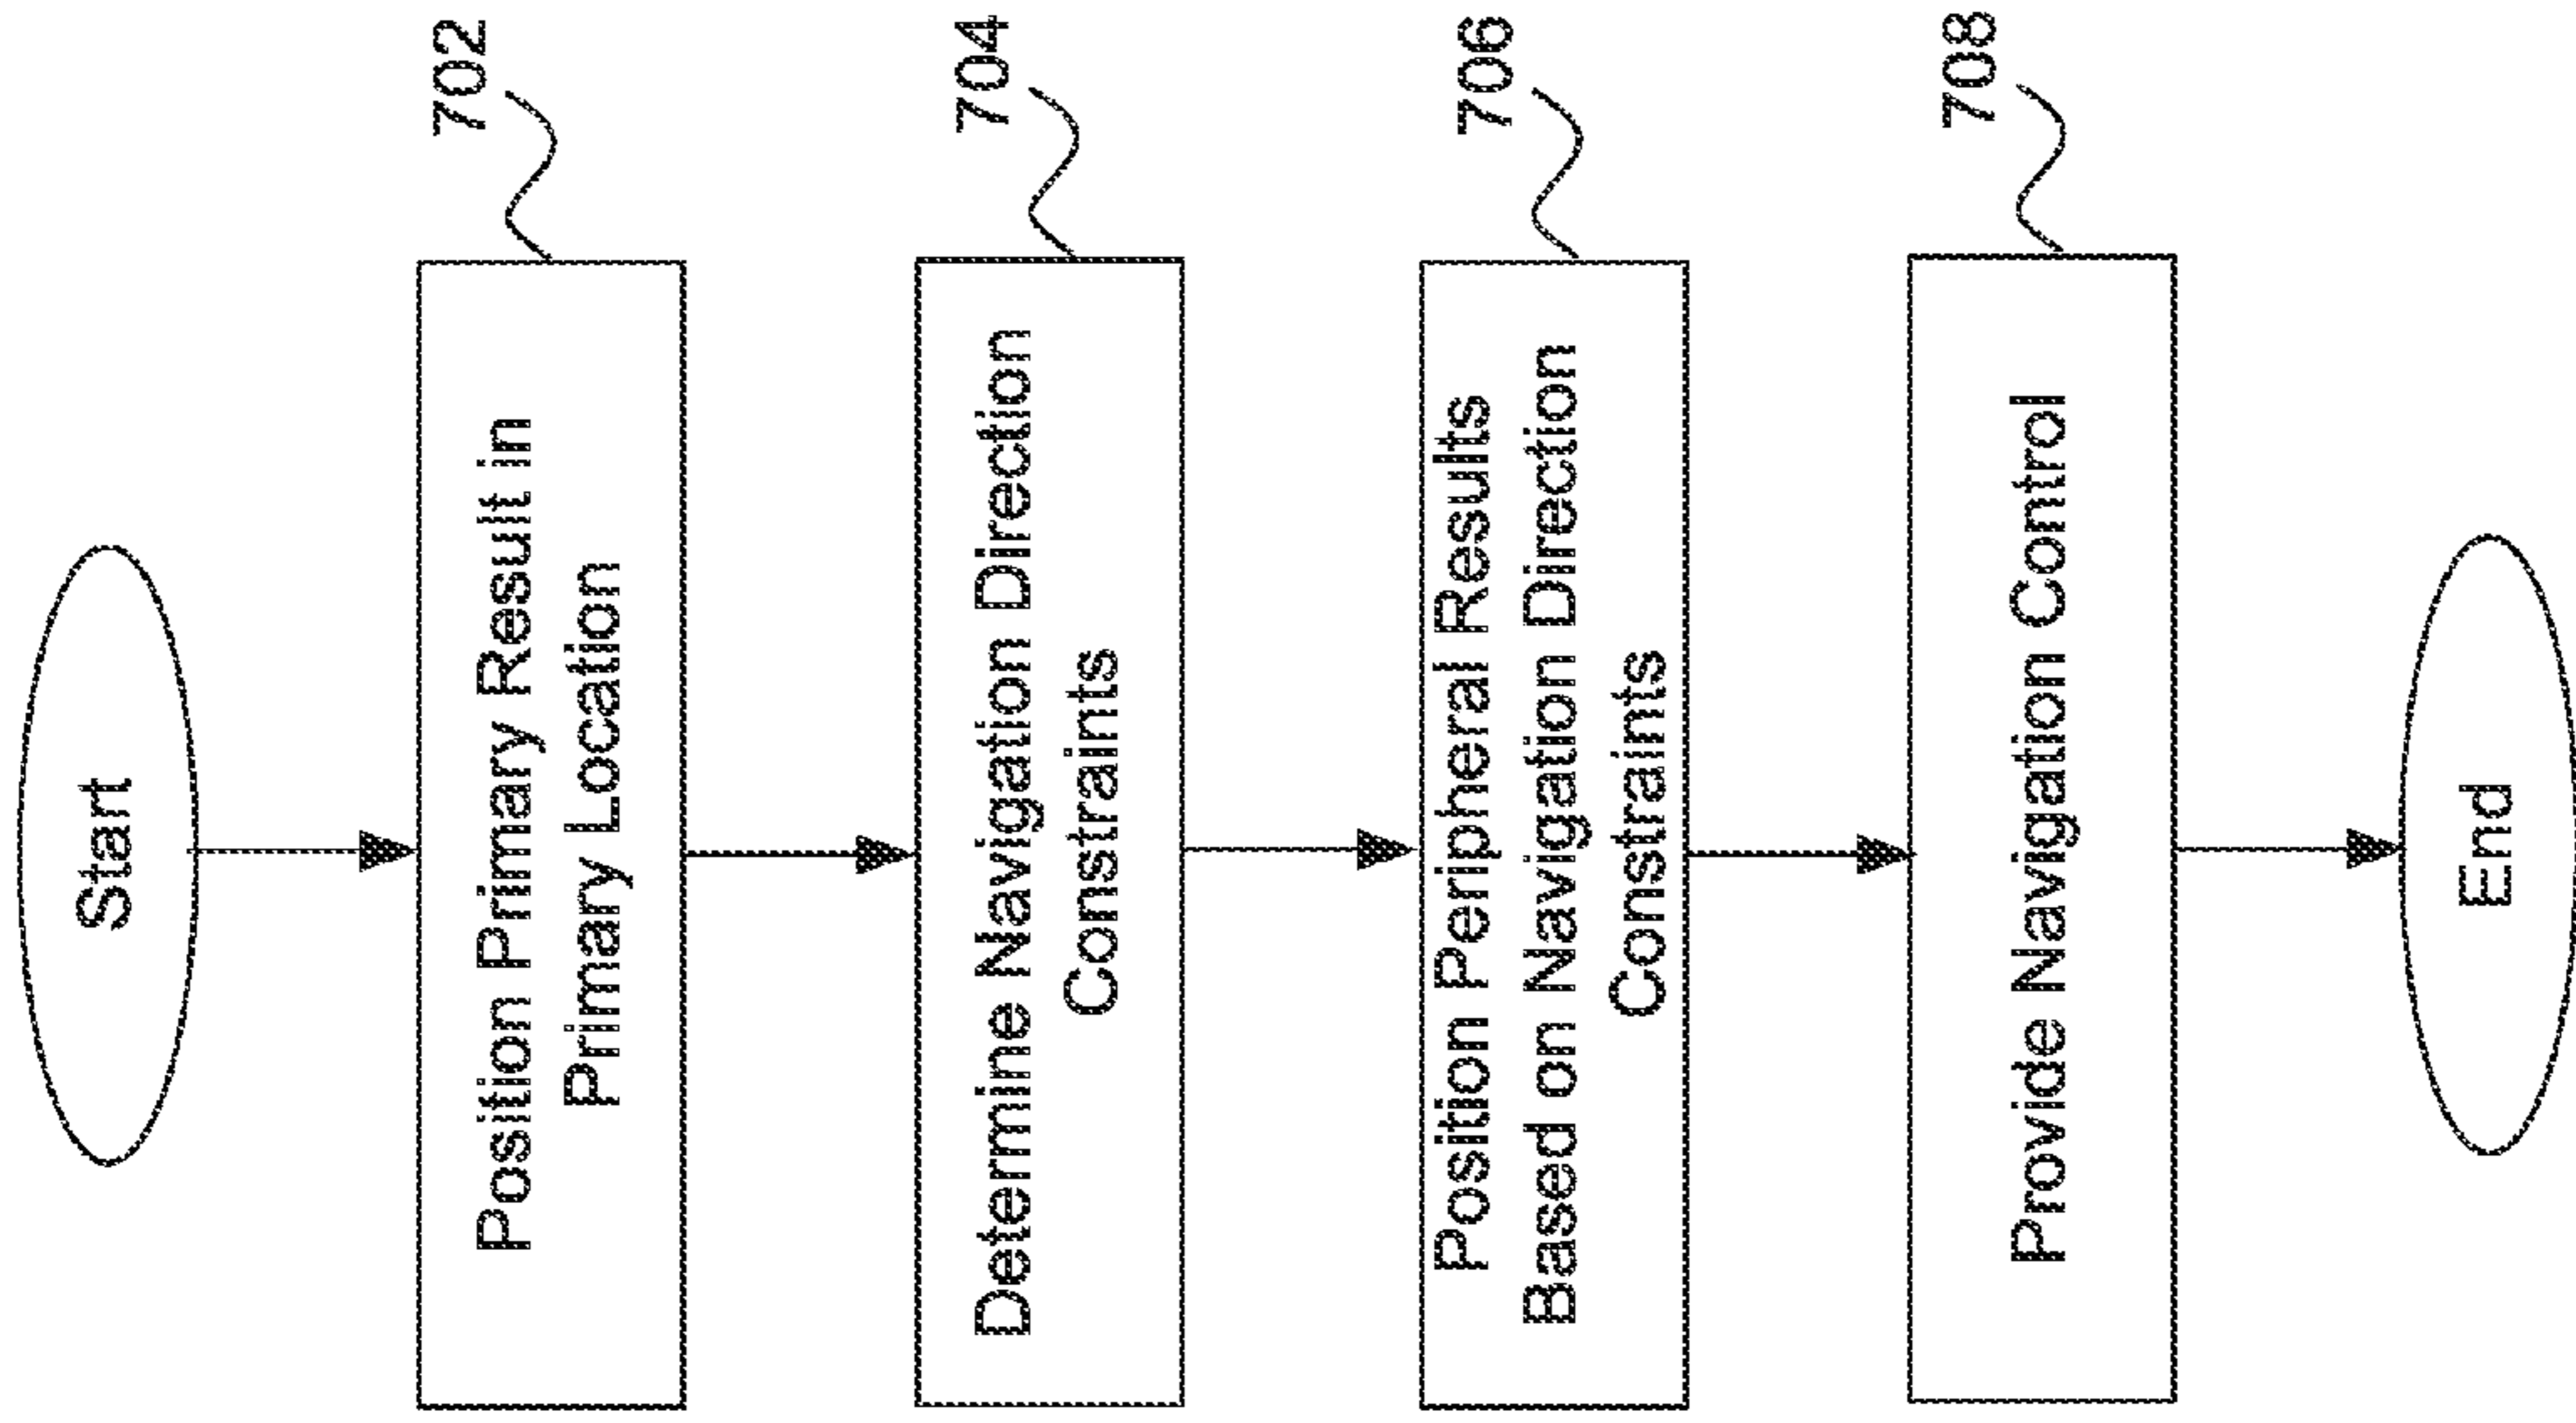 Start
702
Position Primary Result in
Primary Location
704
Determine Navigation Direction
Constraints
706
Position Peripheral Results
Based on Navigation Direction
Constraints
708
Provide Navigation Control
End